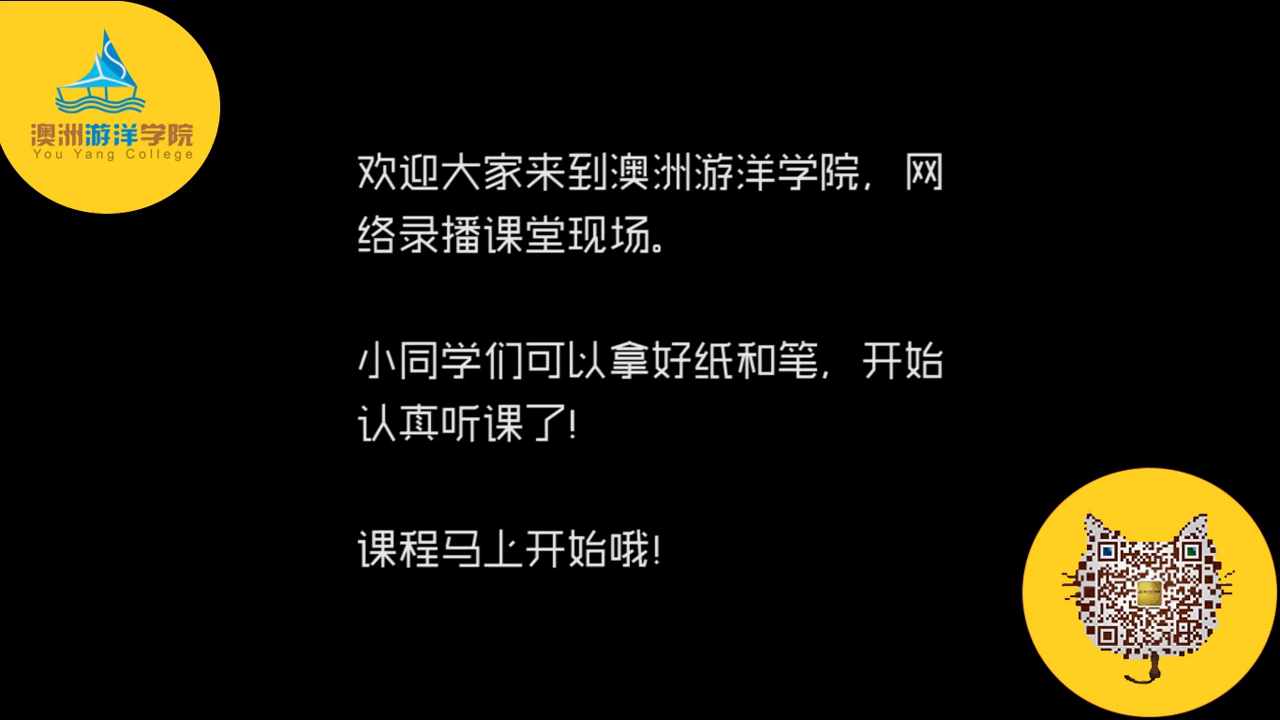 澳洲游洋学院
You Yang College
欢迎大家来到澳洲游洋学院，网
络录播课堂现场。
小同学们可以拿好纸和笔，开始
认真听课了!
课程马上开始哦!